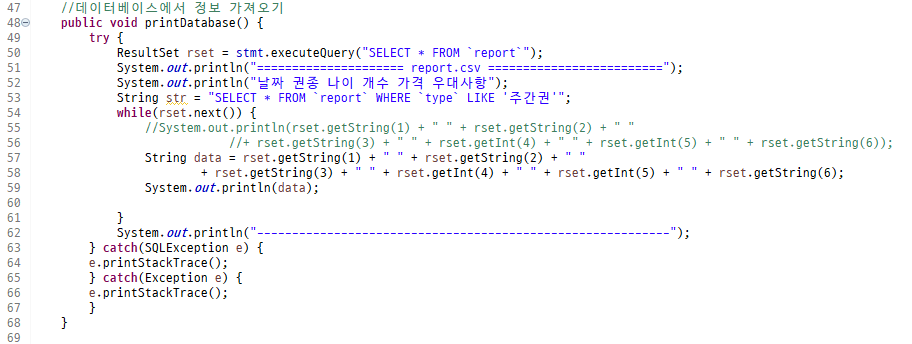 47 //데이터베이스에서 정보 가져오기
48 public void printDatabase() {
49 try {
50 ResultSet rset = stmt.executeQuery("SELECT * FROM `report`");
51 System.out.println("===================== report.csv =========================");
52 System.out.println("날짜 권종 나이 개수 가격 우대사항");
53 String str = "SELECT * FROM `report` WHERE `type` LIKE '주간권'";
54 while(rset.next()) {
55 //System.out.println(rset.getString(1) + " " + rset.getString(2) + " "
56 //+ rset.getString(3) + " " + rset.getInt(4) + " " + rset.getInt(5) + " " + rset.getString(6));
57 String data = rset.getString(1) + " " + rset.getString(2) + " "
58 + rset.getString(3) + " " + rset.getInt(4) + " " + rset.getInt(5) + " " + rset.getString(6);
59 System.out.println(data);
60
61 }
62 System.out.println("-----------------------------------------------------------");
63 } catch(SQLException e) {
64 e.printStackTrace();
65 } catch(Exception e) {
66 e.printStackTrace();
67 }
68 }
69